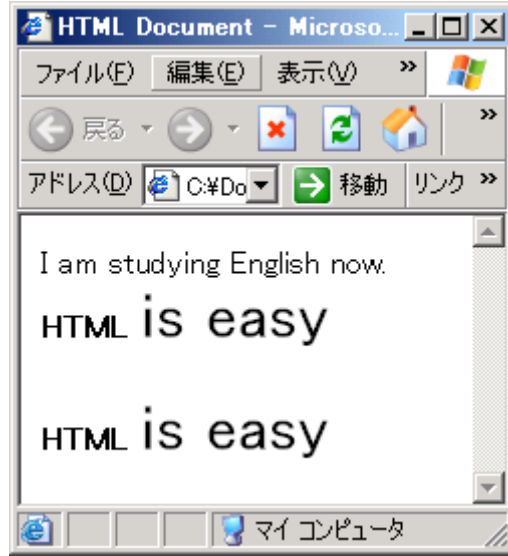 HTML Document - Microso...
ファイル(F) 編集(E) 表示(V) »
戻る »
アドレス(D) C:¥Do 移動 リンク »
I am studying English now.
HTML is easy
HTML is easy
マイ コンピュータ